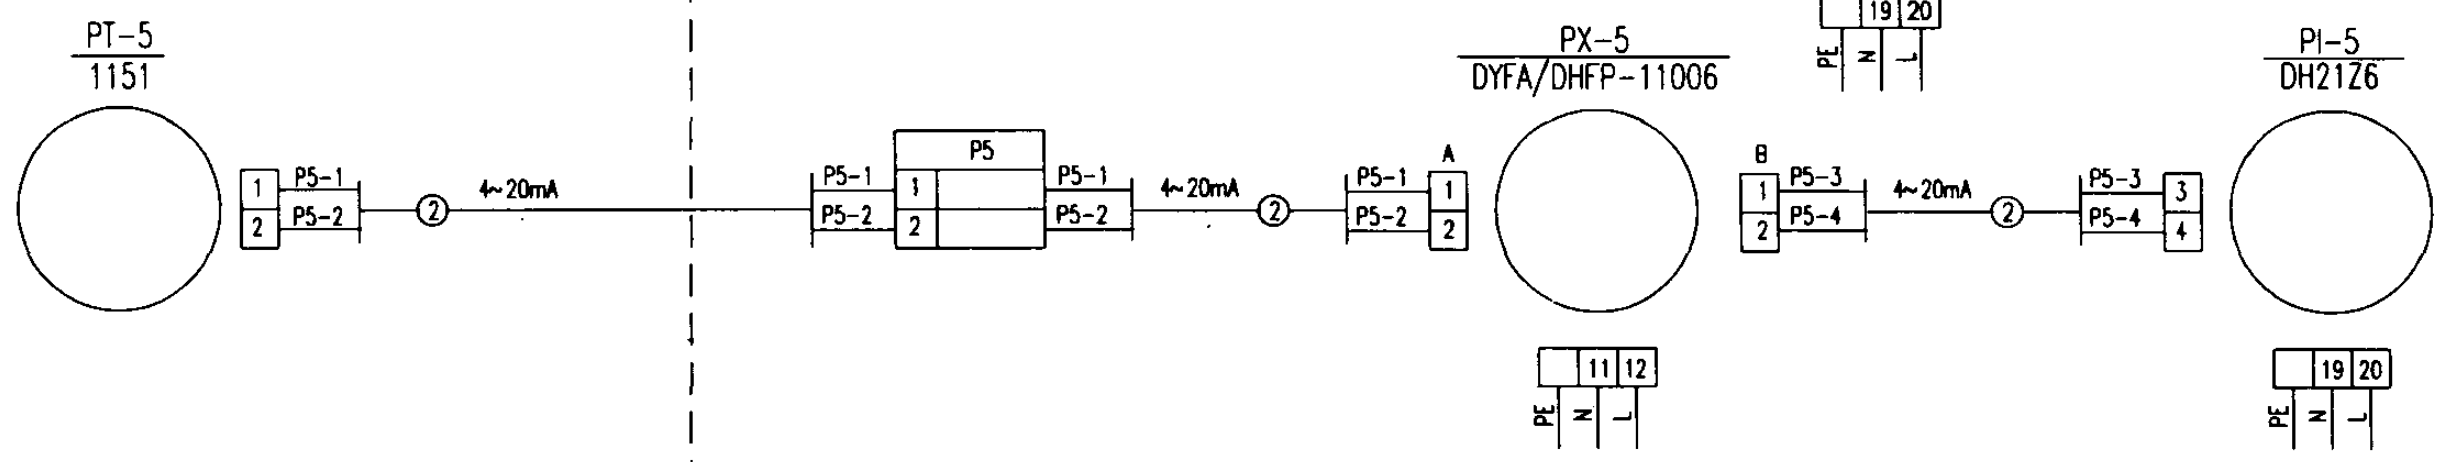 19 20
PE N L
PT-5
1151
PX-5
DYFA/DHFP-11006
PI-5
DH21Z6
1 P5-1
2 P5-2
② 4~20mA
P5
P5-1 1 P5-1
P5-2 2 P5-2
4~20mA ②
A
P5-1 1
P5-2 2
B
1 P5-3
2 P5-4
4~20mA ②
P5-3 3
P5-4 4
11 12
PE N L
19 20
PE N L